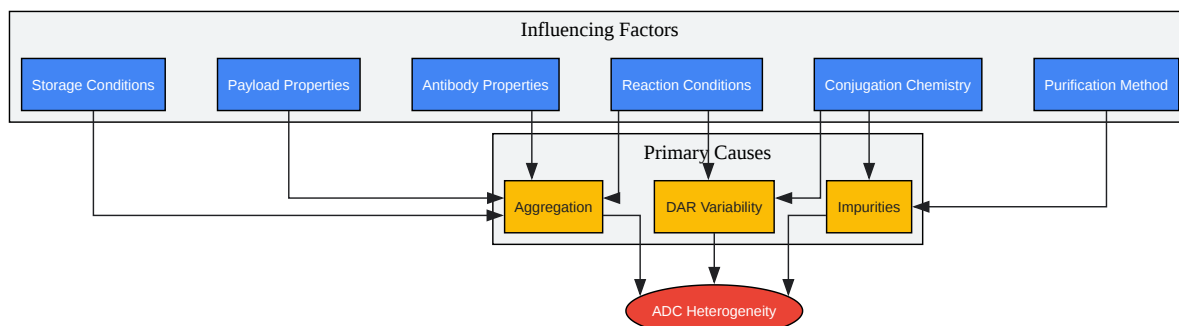 Influencing Factors
Storage Conditions
Payload Properties
Antibody Properties
Reaction Conditions
Conjugation Chemistry
Purification Method
Primary Causes
Aggregation
DAR Variability
Impurities
ADC Heterogeneity